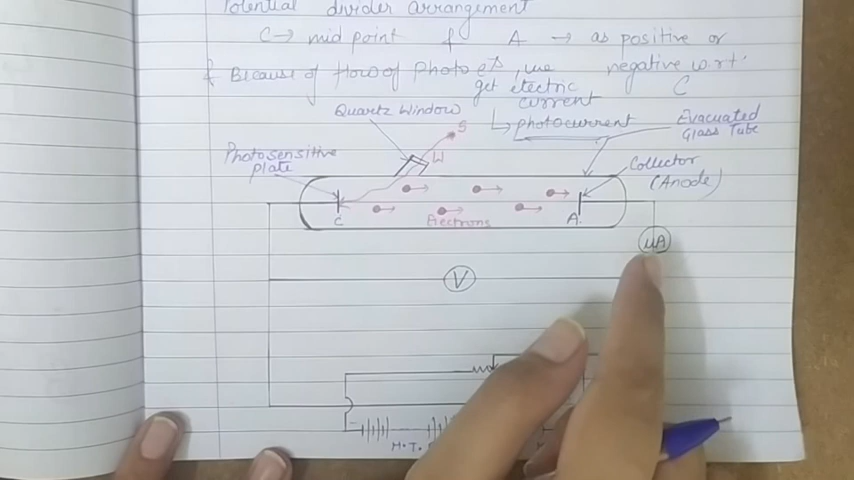 Potential divider arrangement
C → mid point & A → as positive or
negative w.r.t. C
& Because of flow of photo e⁻s, we get electric current
↳ photocurrent
Quartz Window
S
Evacuated Glass Tube
W
Photosensitive plate
Collector (Anode)
C
Electrons
A.
μA
V
H.T.